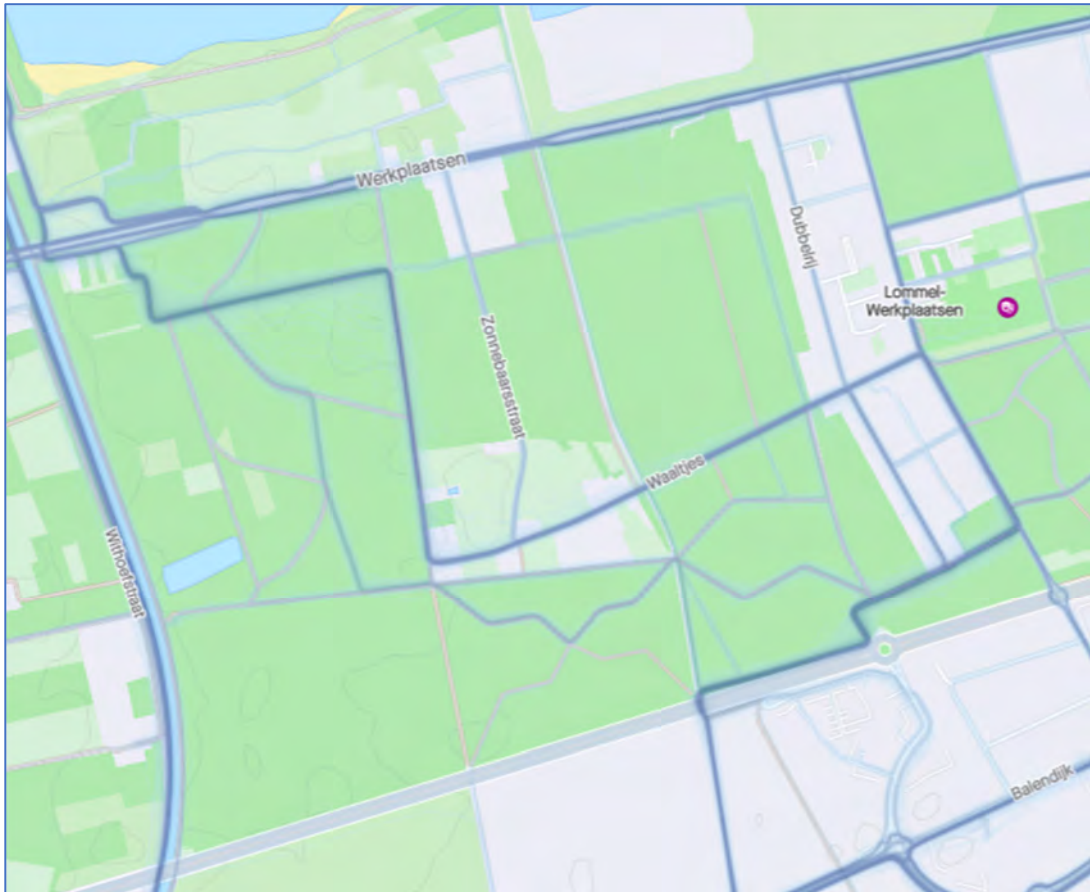 Werkplaatsen
Dubbelrij
Lommel-
Werkplaatsen
Zonnebaarsstraat
Waaltjes
Withoefstraat
Balendijk